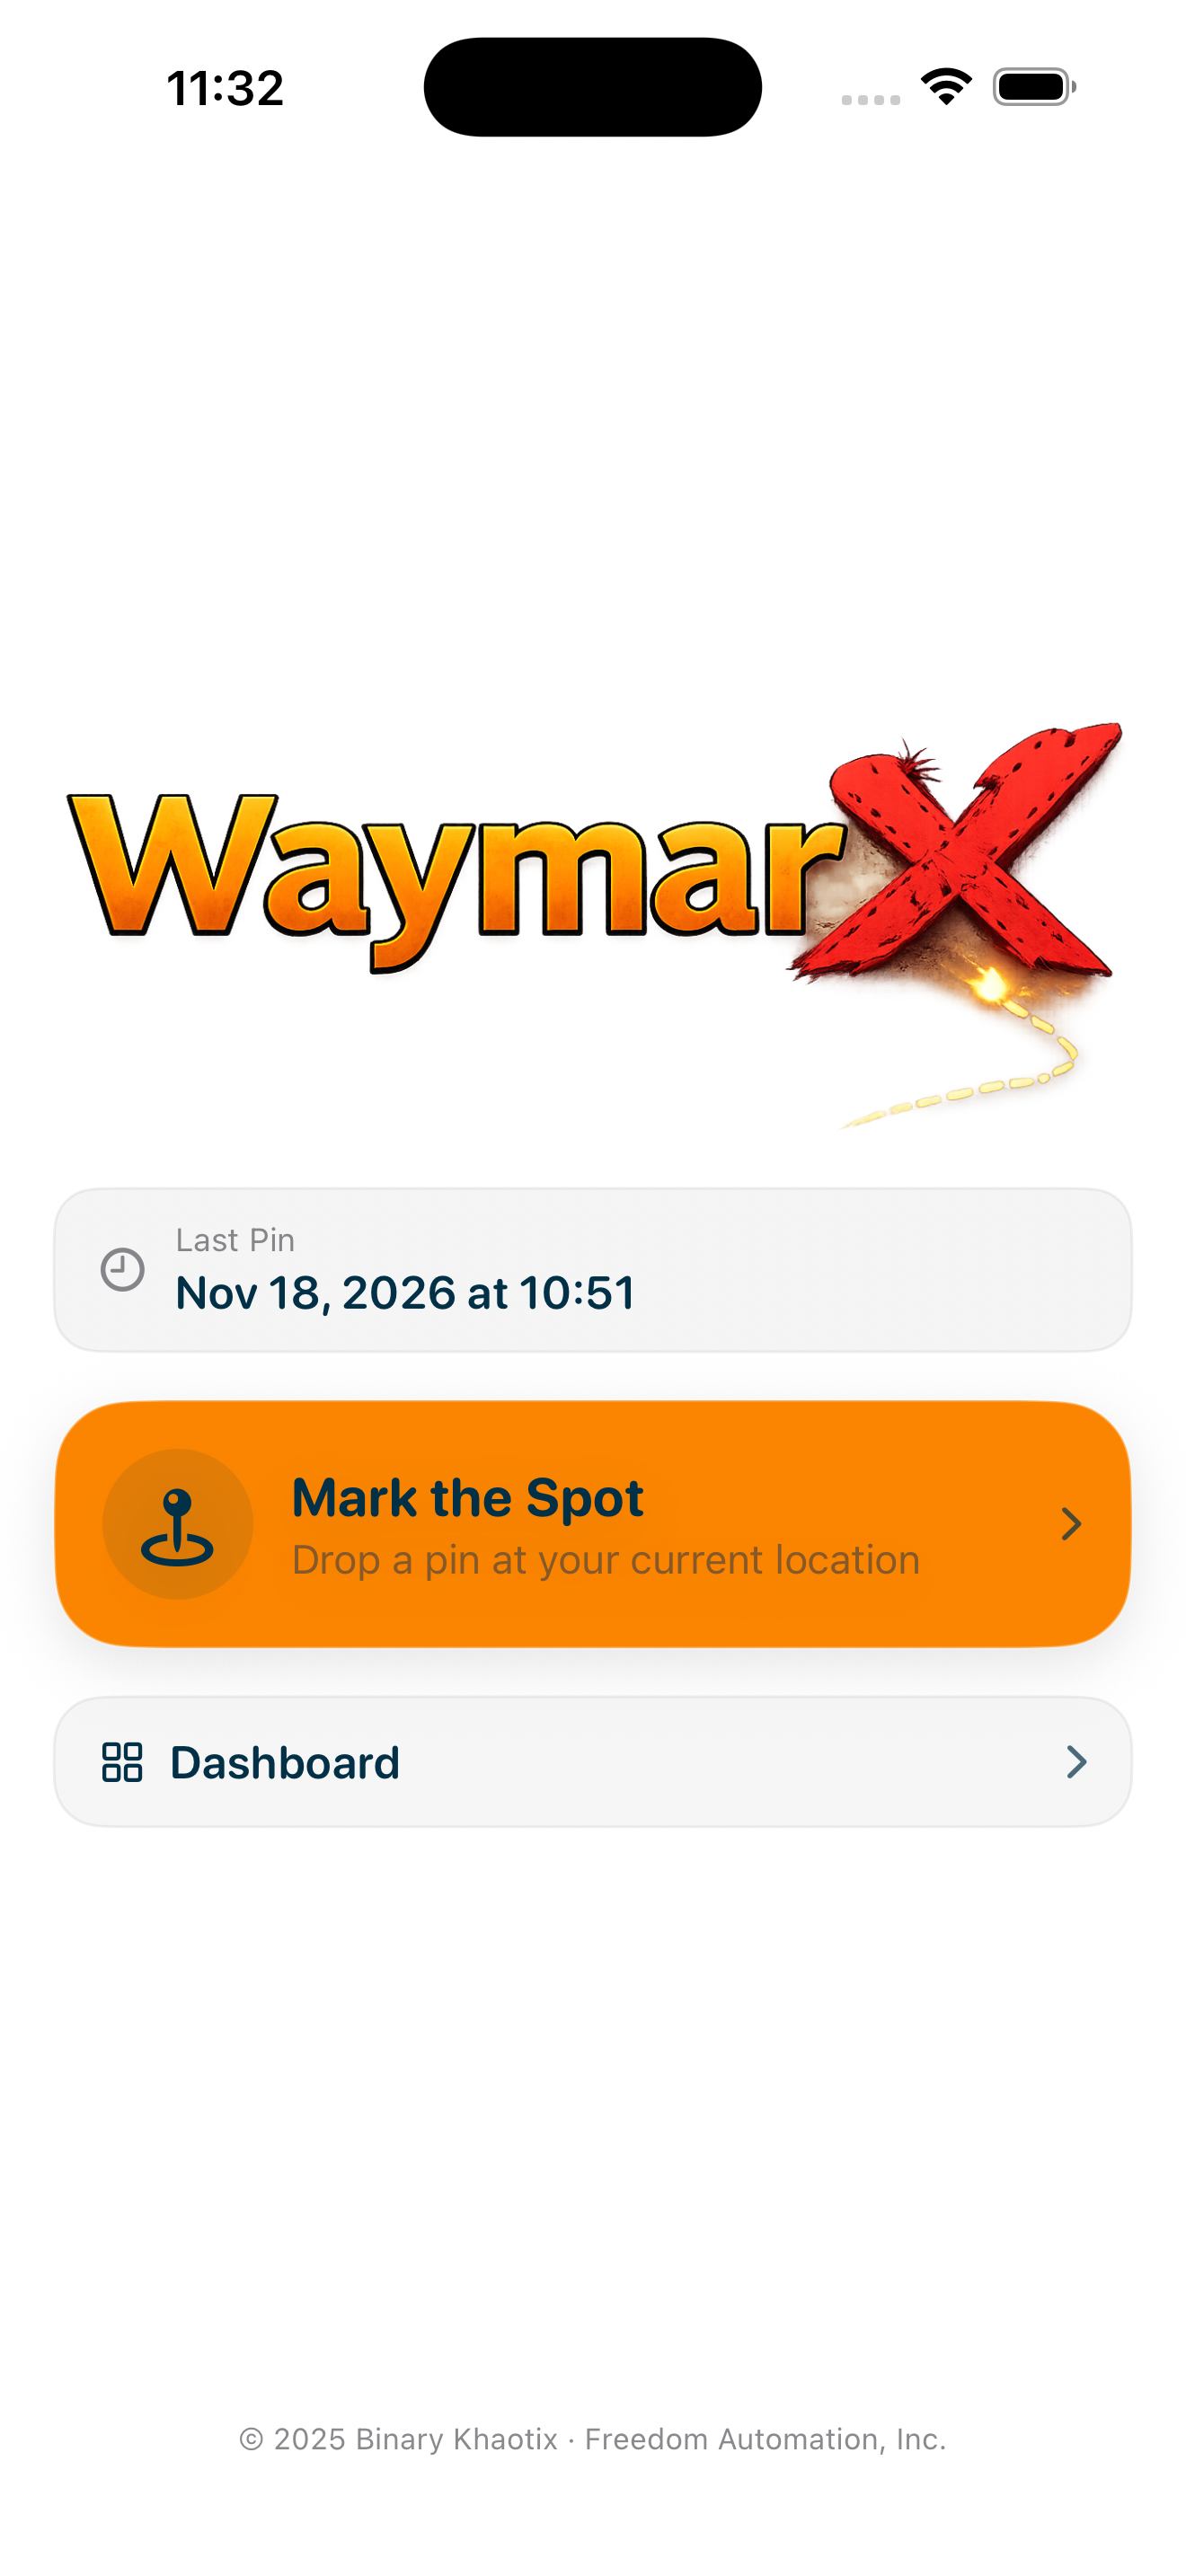 11:32
WaymarX
Last Pin
Nov 18, 2026 at 10:51
Mark the Spot
Drop a pin at your current location
Dashboard
© 2025 Binary Khaotix · Freedom Automation, Inc.